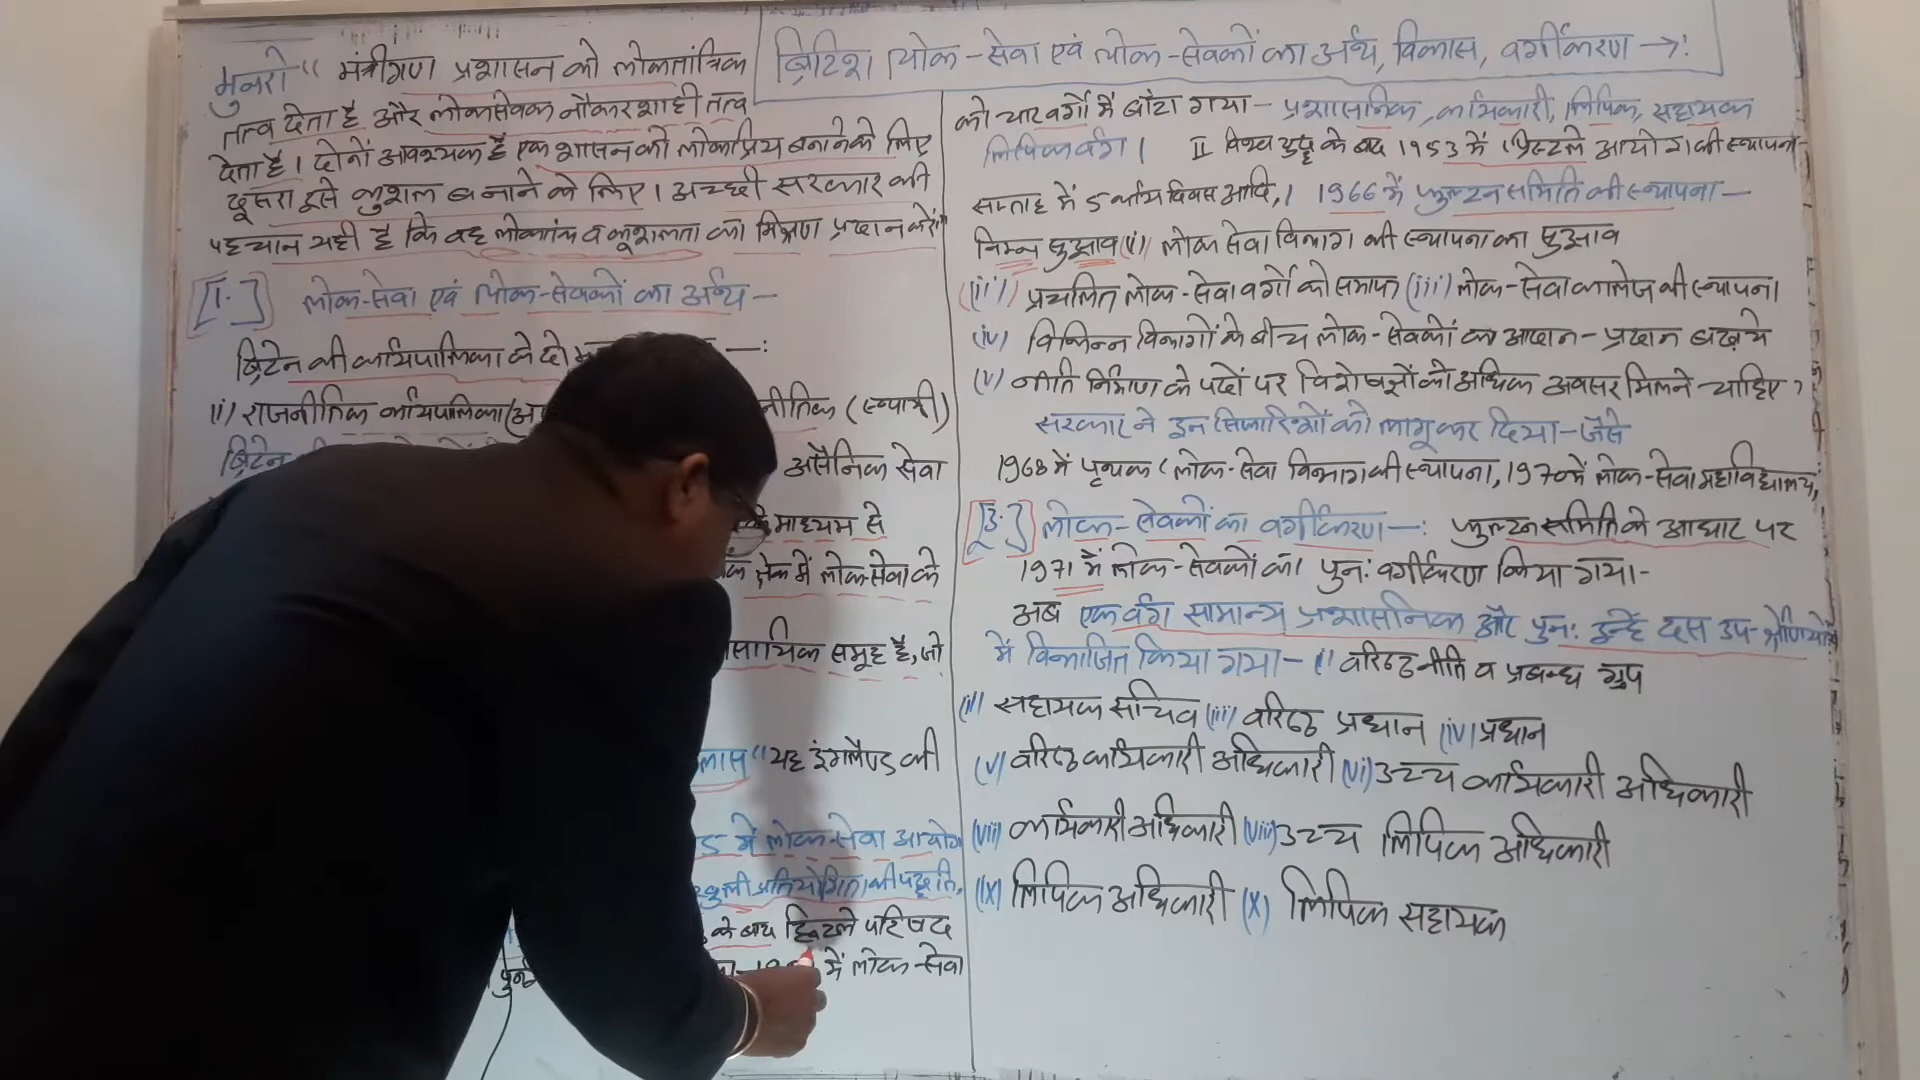 ब्रिटिश लोक-सेवा एवं लोक-सेवकों का अर्थ, विकास, वर्गीकरण →:
मुनरो " मंत्रीगण प्रशासन को लोकतांत्रिक
तत्व देता है और लोकसेवक नौकरशाही तत्व
देता है। दोनों आवश्यक है एक शासन को लोकप्रिय बनाने के लिए
दूसरा इसे कुशल बनाने के लिए। अच्छी सरकार की
पहचान यही है कि वह लोकतंत्र व कुशलता का मिश्रण प्रदान करें।"
[1.] लोक-सेवा एवं लोक-सेवकों का अर्थ-
ब्रिटेन की कार्यपालिका के दो —:
(i) राजनीतिक कार्यपालिका नीतिक (स्थायी)
ब्रिटेन असैनिक सेवा
के माध्यम से
क्षेत्र में लोक-सेवा के
समूह है, जो
"यह इंग्लैण्ड की
5 में लोक-सेवा आयोग
खुली प्रतियोगिता की पद्धति,
के बाद ह्विटले परिषद
में लोक-सेवा
को चार वर्गों में बाँटा गया- प्रशासनिक, कार्यकारी, लिपिक, सहायक
लिपिक वर्ग। II विश्व युद्ध के बाद 1953 में प्रिस्टले आयोग की स्थापना-
सप्ताह में 5 कार्य दिवस आदि,। 1966 में फुल्टन समिति की स्थापना-
निम्न सुझाव (i) लोक सेवा विभाग की स्थापना का सुझाव
(ii) प्रचलित लोक-सेवा वर्गों को समाप्त (iii) लोक-सेवा कालेज की स्थापना
(iv) विभिन्न विभागों के बीच लोक-सेवकों का आदान-प्रदान
(v) नीति निर्माण के पदों पर विशेषज्ञों को अधिक अवसर मिलने चाहिए,
सरकार ने इन सिफारिशों को लागू कर दिया-जैसे
1968 में पृथक लोक-सेवा विभाग की स्थापना, 1970 में लोक-सेवा महाविद्यालय,
[3.] लोक-सेवकों का वर्गीकरण-: फुल्टन समिति के आधार पर
1971 में लोक-सेवकों का पुनः वर्गीकरण किया गया-
अब एक वर्ग सामान्य प्रशासनिक और पुनः उन्हें दस उप-श्रेणियों
में विभाजित किया गया- (i) वरिष्ठ नीति व प्रबन्ध ग्रुप
(ii) सहायक सचिव (iii) वरिष्ठ प्रधान (iv) प्रधान
(v) वरिष्ठ कार्यकारी अधिकारी (vi) उच्च कार्यकारी अधिकारी
(vii) कार्यकारी अधिकारी (viii) उच्च लिपिक अधिकारी
(ix) लिपिक अधिकारी (x) लिपिक सहायक